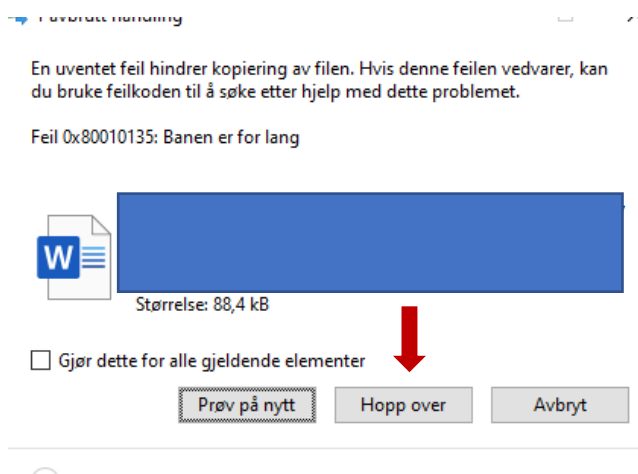 En uventet feil hindrer kopiering av filen. Hvis denne feilen vedvarer, kan
du bruke feilkoden til å søke etter hjelp med dette problemet.
Feil 0x80010135: Banen er for lang
W
Størrelse: 88,4 kB
Gjør dette for alle gjeldende elementer
Prøv på nytt Hopp over Avbryt